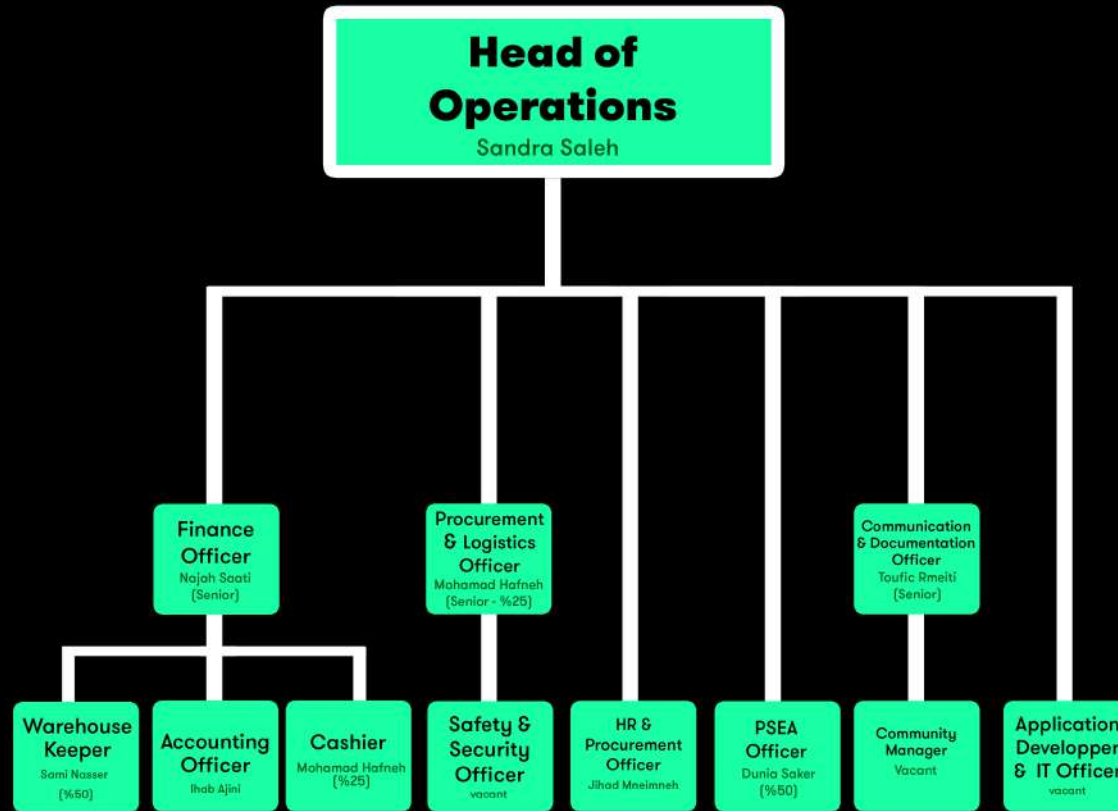 Head of
Operations
Sandra Saleh
Finance
Officer
Najah Saati
(Senior)
Procurement
& Logistics
Officer
Mohamad Hafneh
(Senior - %25)
Communication
& Documentation
Officer
Toufic Rmeiti
(Senior)
Warehouse
Keeper
Sami Nasser
(%50)
Accounting
Officer
Ihab Ajini
Cashier
Mohamad Hafneh
(%25)
Safety &
Security
Officer
vacant
HR &
Procurement
Officer
Jihad Mneimneh
PSEA
Officer
Dunia Saker
(%50)
Community
Manager
Vacant
Application
Developper
& IT Officer
vacant